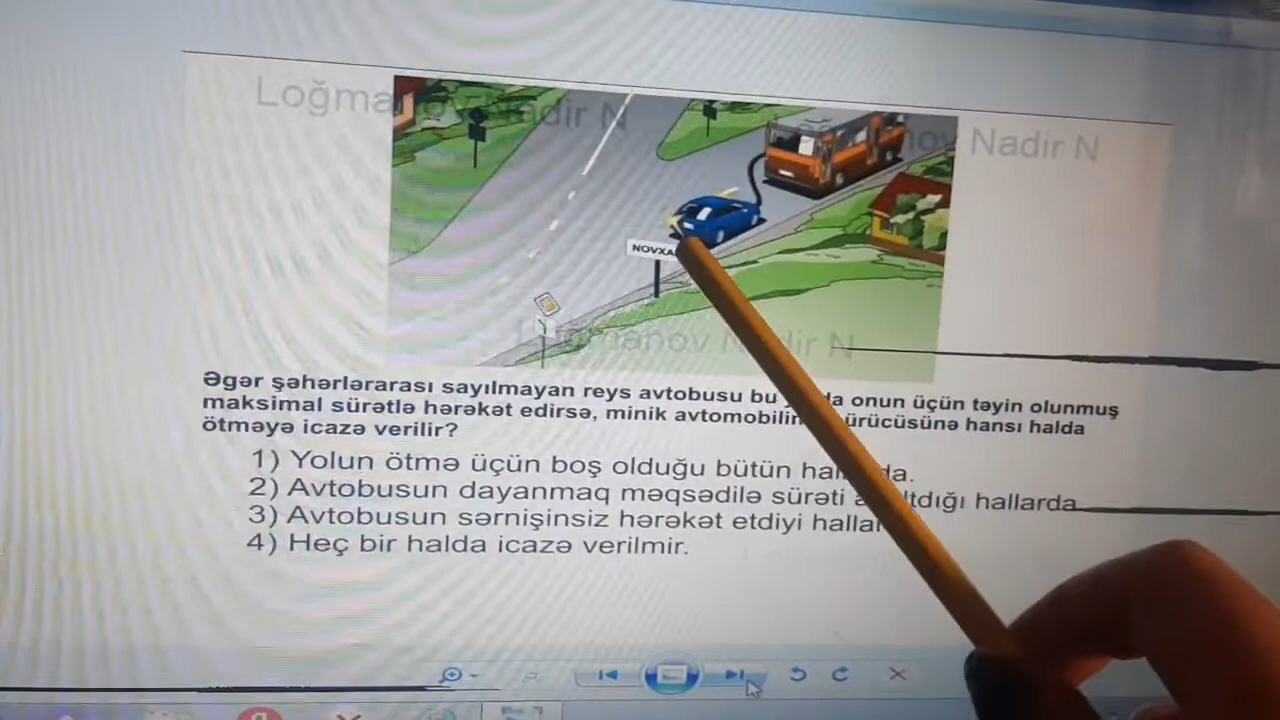 Loğmanov Nadir N
Loğmanov Nadir N
NOVXA
Loğmanov Nadir N
Əgər şəhərlərarası sayılmayan reys avtobusu bu da onun üçün təyin olunmuş
maksimal sürətlə hərəkət edirsə, minik avtomobilin sürücüsünə hansı halda
ötməyə icazə verilir?
1) Yolun ötmə üçün boş olduğu bütün hallarda.
2) Avtobusun dayanmaq məqsədilə sürəti azaltdığı hallarda
3) Avtobusun sərnişinsiz hərəkət etdiyi hallar
4) Heç bir halda icazə verilmir.